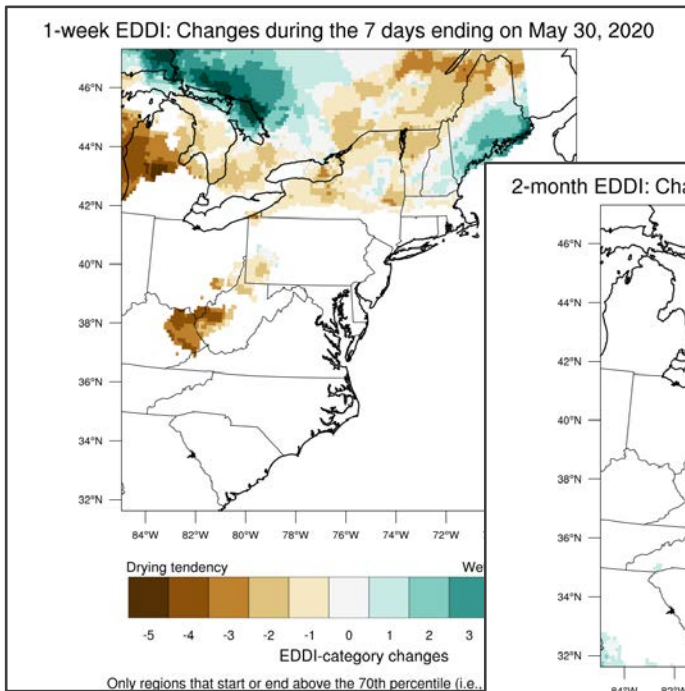 1-week EDDI: Changes during the 7 days ending on May 30, 2020
46°N
44°N
42°N
40°N
38°N
36°N
34°N
32°N
84°W 82°W 80°W 78°W 76°W 74°W 72°W
Drying tendency
-5 -4 -3 -2 -1 0 1 2 3
EDDI-category changes
Only regions that start or end above the 70th percentile (i.e.,
2-month EDDI:
46°N
44°N
42°N
40°N
38°N
36°N
34°N
32°N